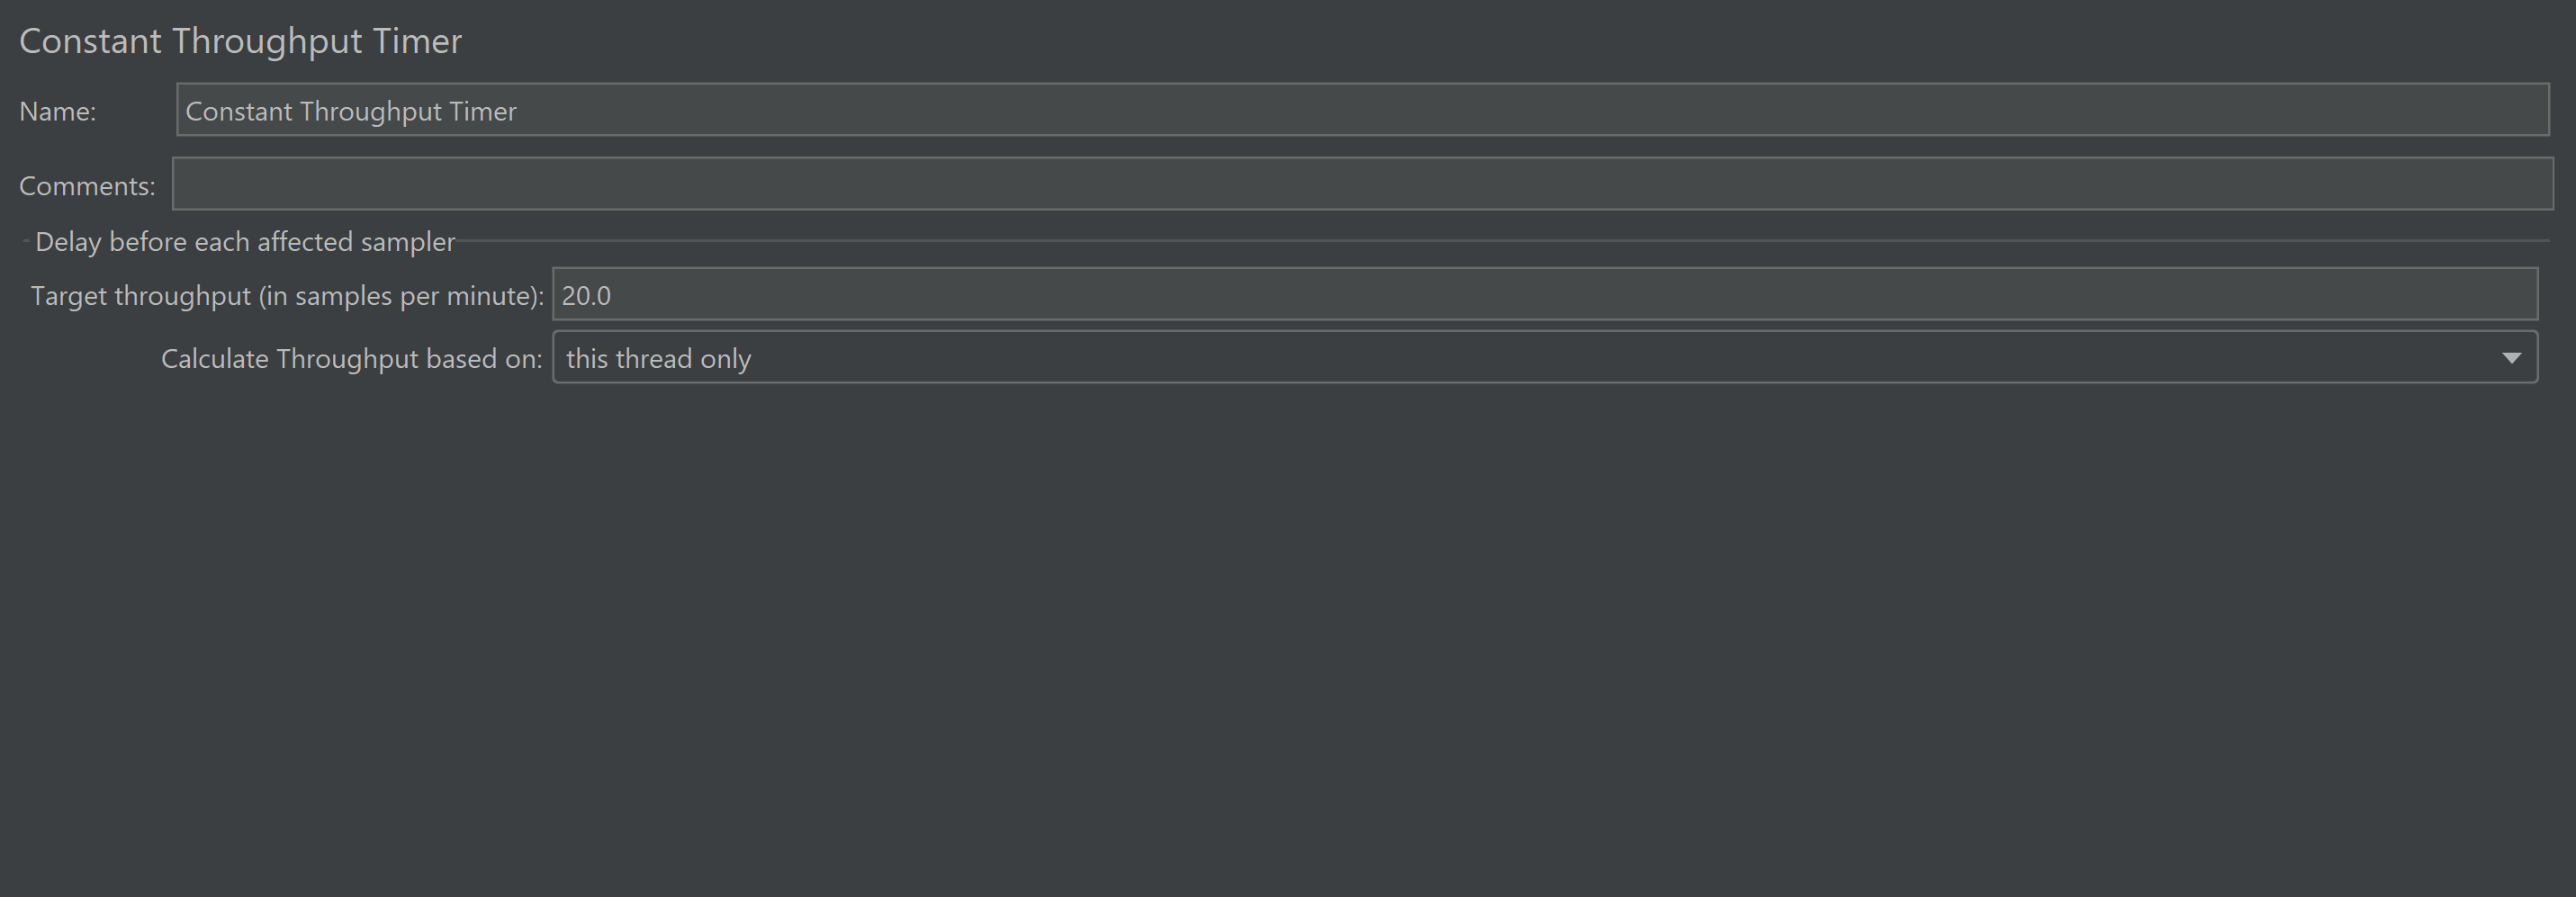 Constant Throughput Timer
Name: Constant Throughput Timer
Comments:
Delay before each affected sampler
Target throughput (in samples per minute): 20.0
Calculate Throughput based on: this thread only